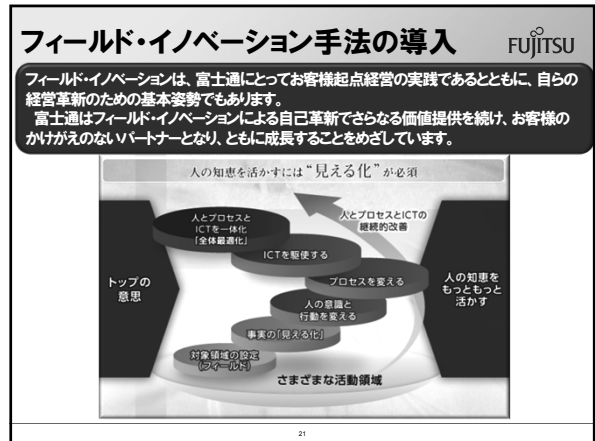 フィールド・イノベーション手法の導入
FUJITSU
フィールド・イノベーションは、富士通にとってお客様起点経営の実践であるとともに、自らの
経営革新のための基本姿勢でもあります。
富士通はフィールド・イノベーションによる自己革新でさらなる価値提供を続け、お客様の
かけがえのないパートナーとなり、ともに成長することをめざしています。
人の知恵を活かすには“見える化”が必須
人とプロセスと
ICTを一体化
「全体最適化」
人とプロセスとICTの
継続的改善
ICTを駆使する
プロセスを変える
トップの
意思
人の知恵を
もっともっと
活かす
人の意識と
行動を変える
事実の「見える化」
対象領域の設定
(フィールド)
さまざまな活動領域
21